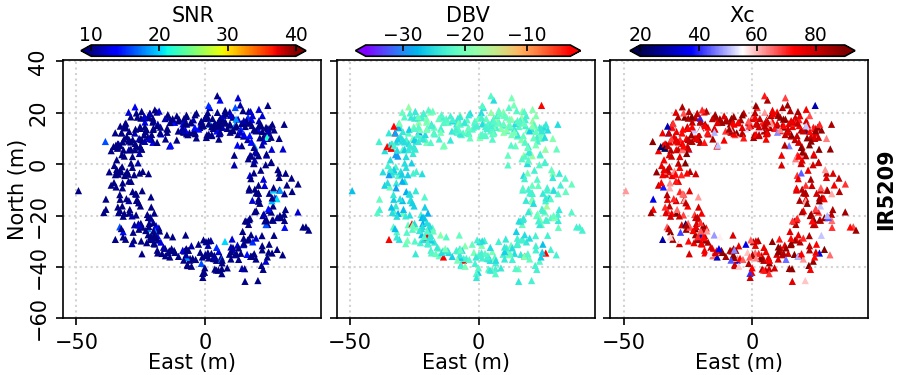 SNR
10 20 30 40
DBV
−30 −20 −10
Xc
20 40 60 80
North (m)
40
20
0
−20
−40
−60
−50 0
East (m)
−50 0
East (m)
−50 0
East (m)
IR5209